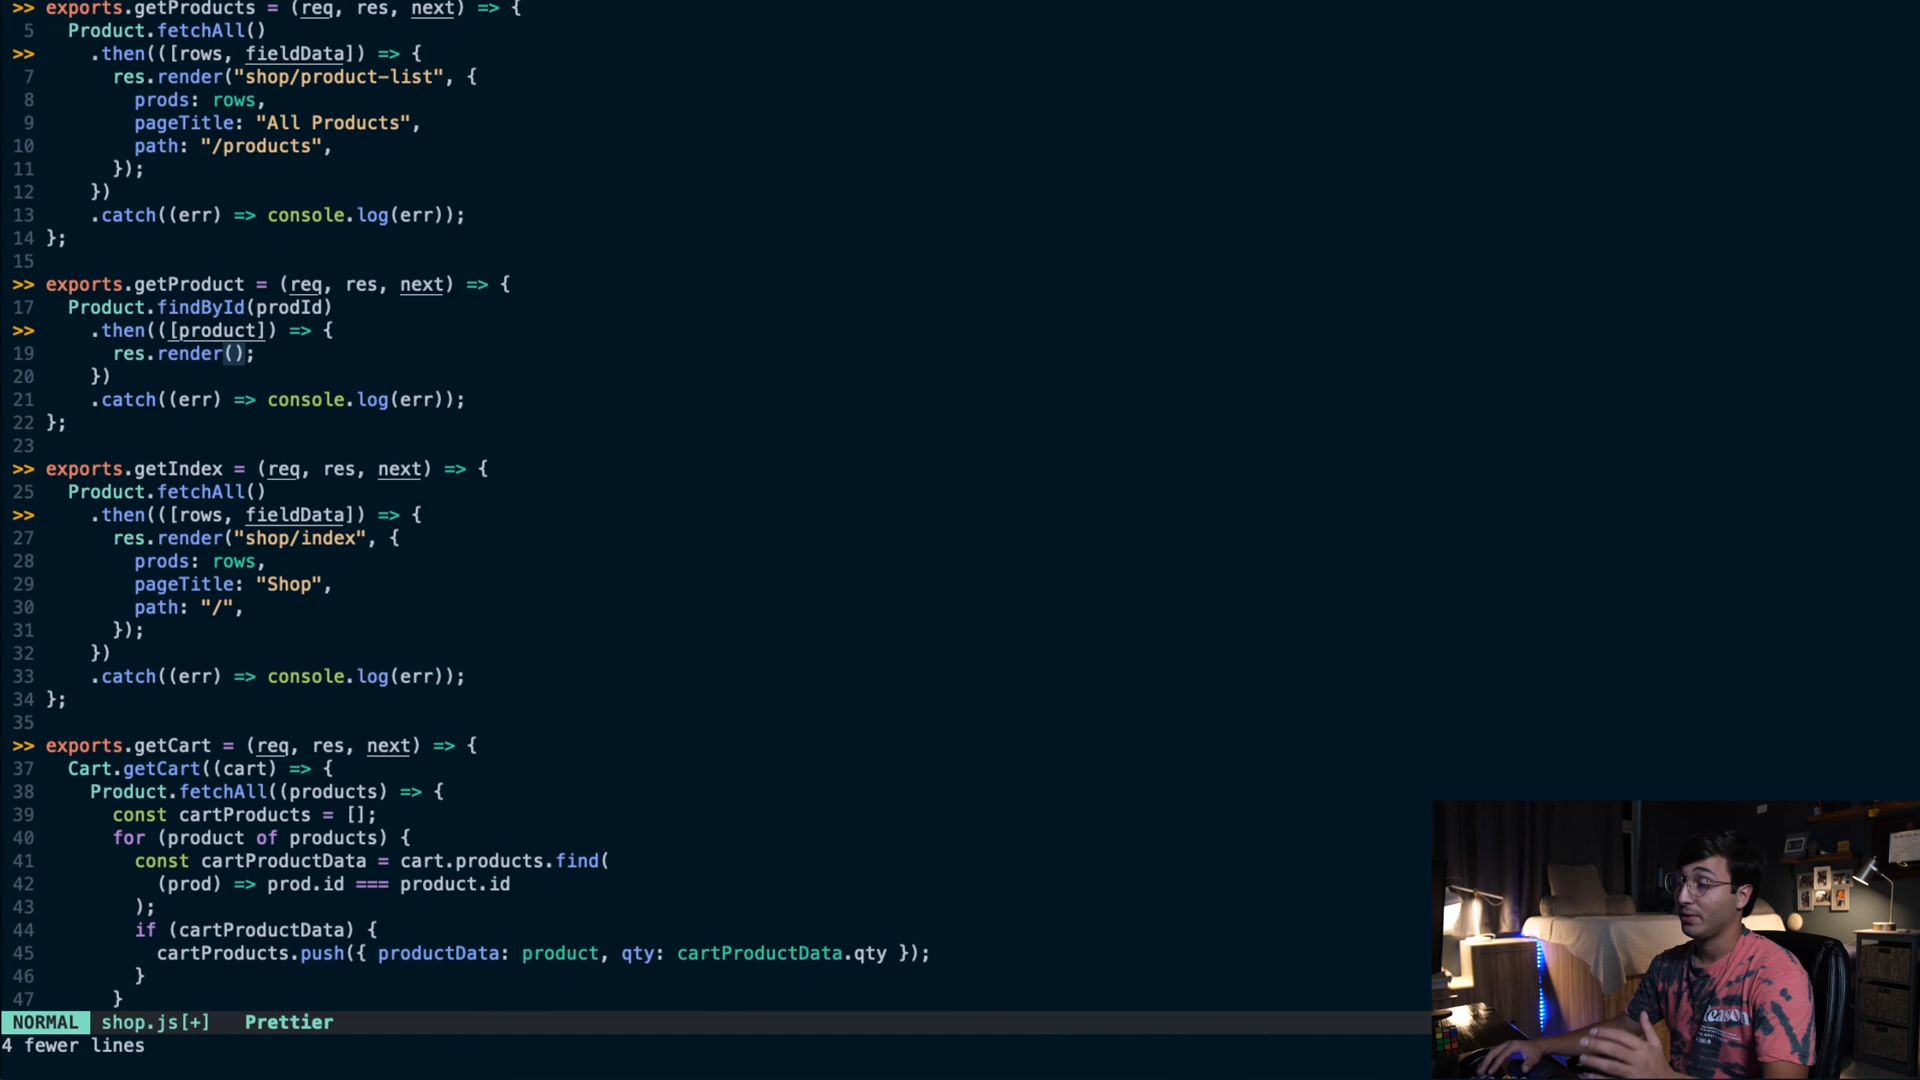 >> exports.getProducts = (req, res, next) => {
5 Product.fetchAll()
>> .then(([rows, fieldData]) => {
7 res.render("shop/product-list", {
8 prods: rows,
9 pageTitle: "All Products",
10 path: "/products",
11 });
12 })
13 .catch((err) => console.log(err));
14 };
15
>> exports.getProduct = (req, res, next) => {
17 Product.findById(prodId)
>> .then(([product]) => {
19 res.render();
20 })
21 .catch((err) => console.log(err));
22 };
23
>> exports.getIndex = (req, res, next) => {
25 Product.fetchAll()
>> .then(([rows, fieldData]) => {
27 res.render("shop/index", {
28 prods: rows,
29 pageTitle: "Shop",
30 path: "/",
31 });
32 })
33 .catch((err) => console.log(err));
34 };
35
>> exports.getCart = (req, res, next) => {
37 Cart.getCart((cart) => {
38 Product.fetchAll((products) => {
39 const cartProducts = [];
40 for (product of products) {
41 const cartProductData = cart.products.find(
42 (prod) => prod.id === product.id
43 );
44 if (cartProductData) {
45 cartProducts.push({ productData: product, qty: cartProductData.qty });
46 }
47 }
NORMAL shop.js[+] Prettier
4 fewer lines